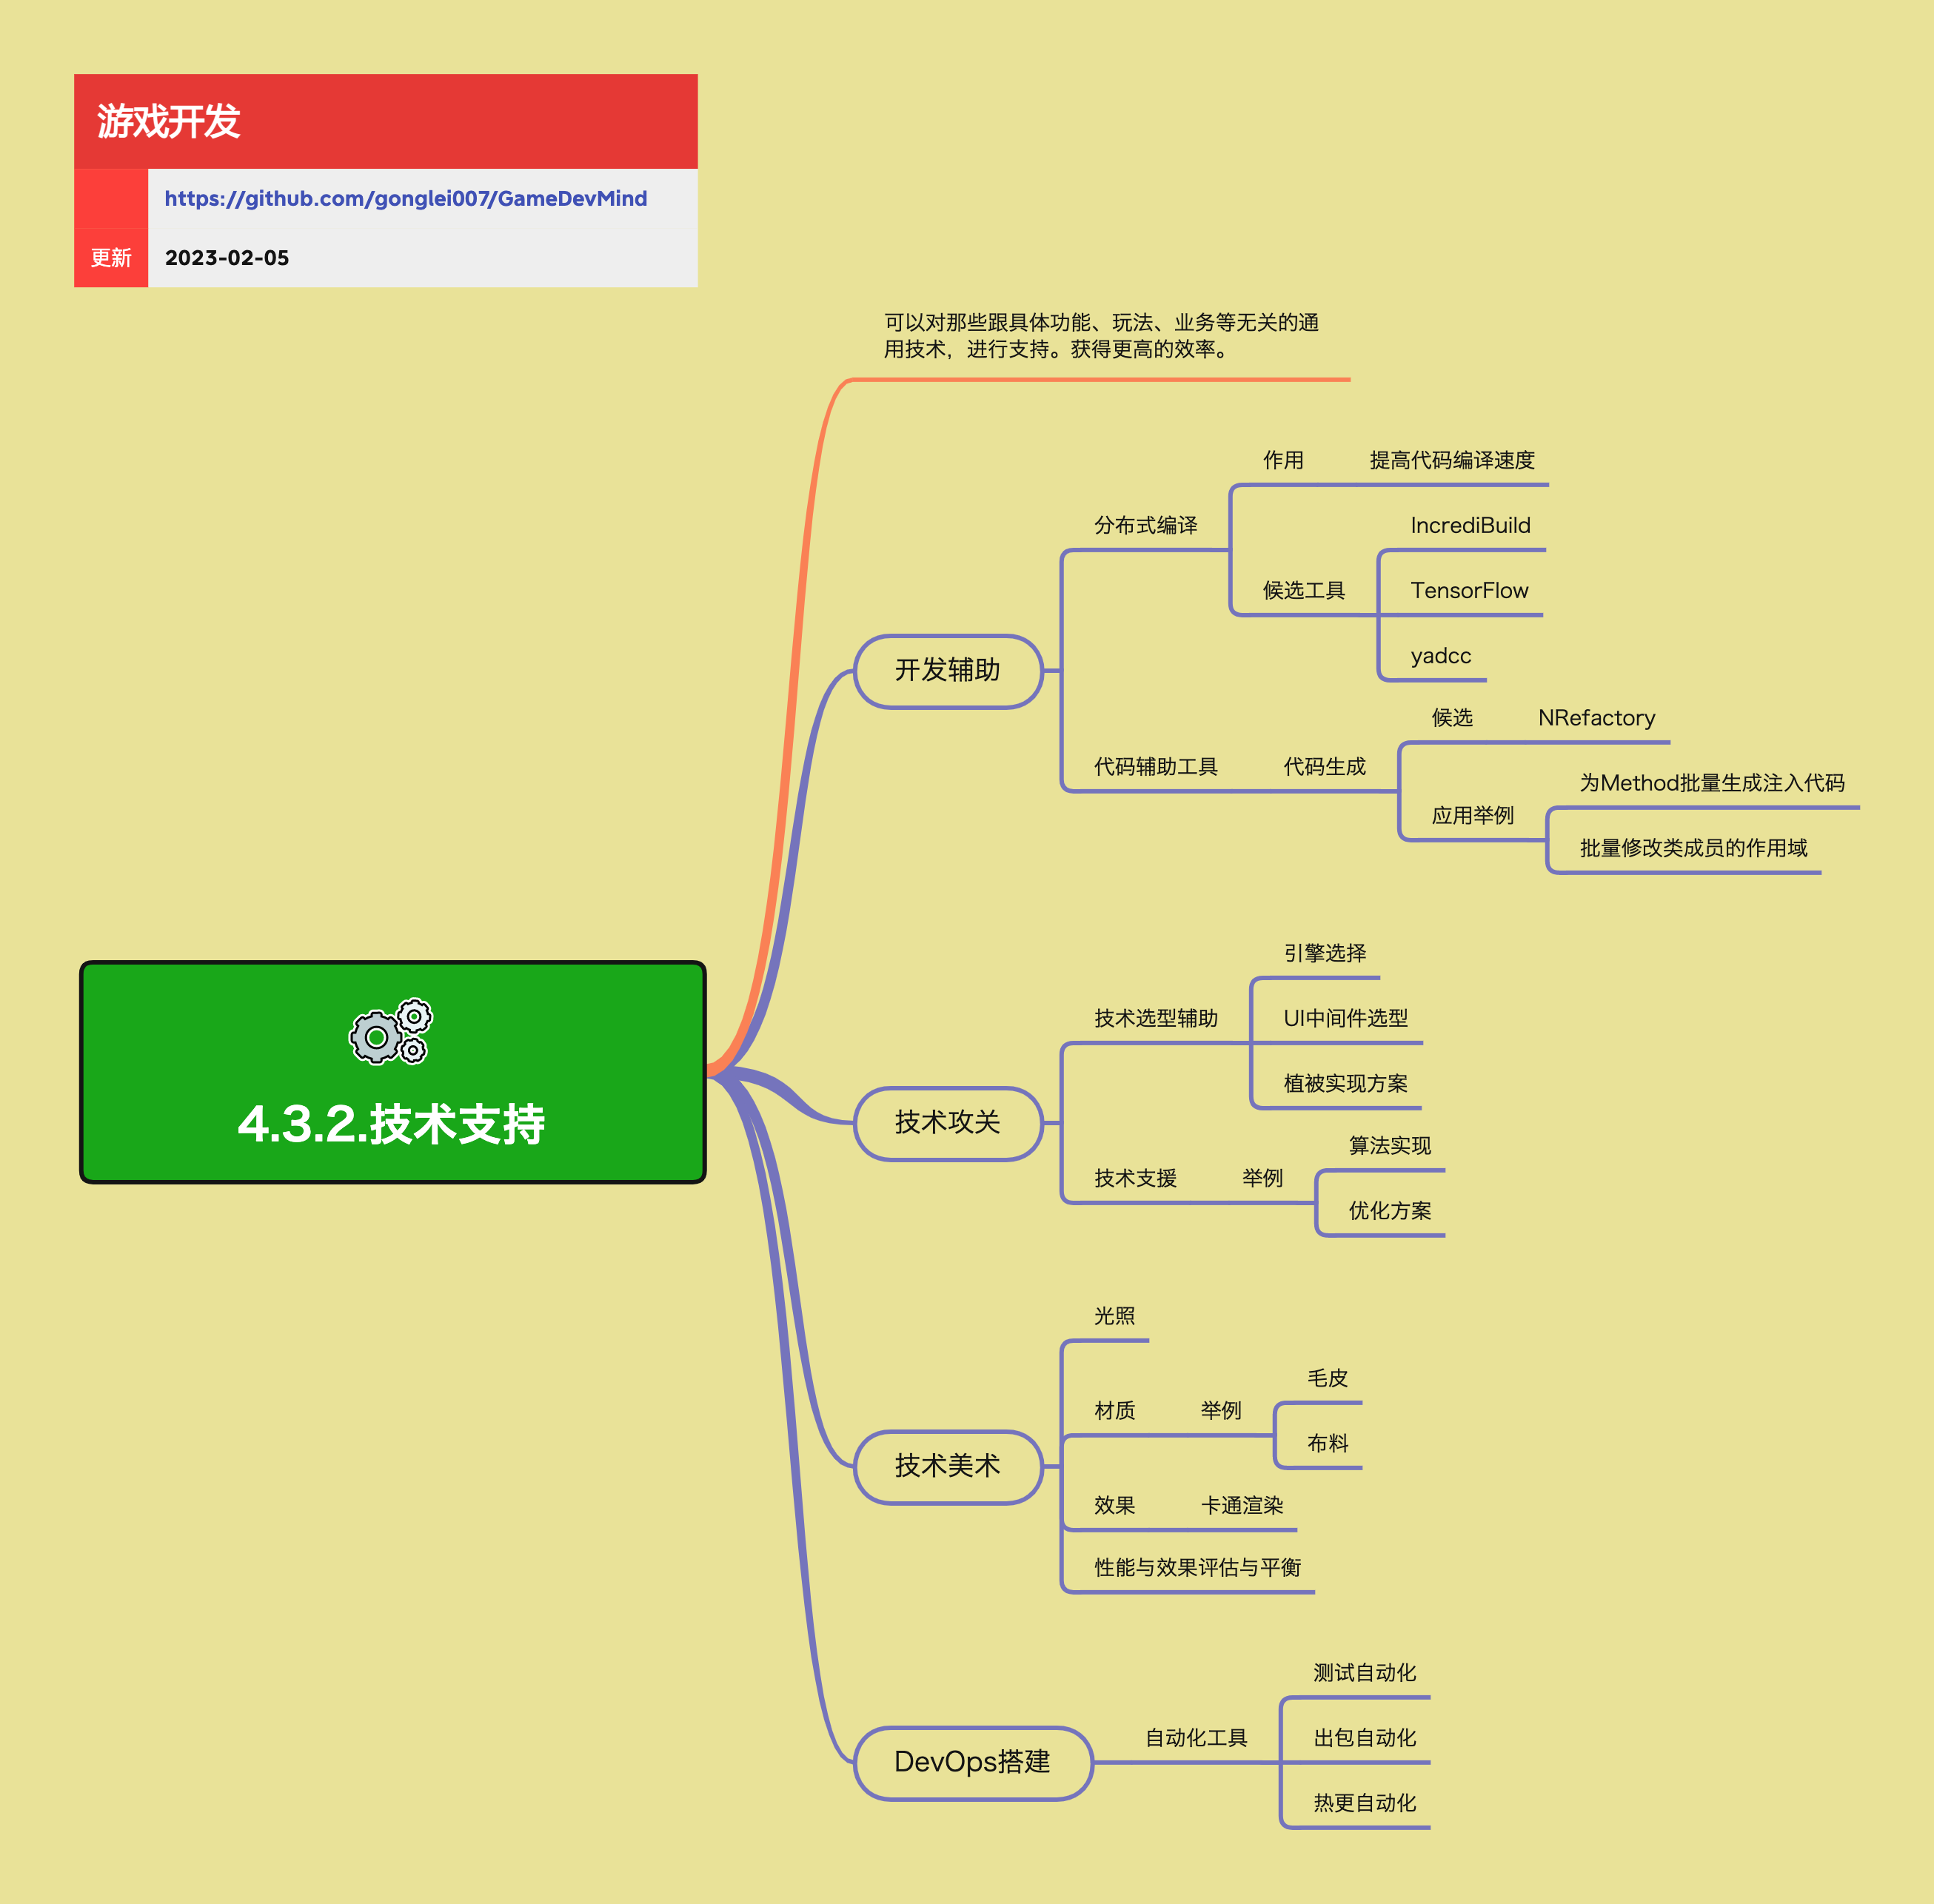 游戏开发
https://github.com/gonglei007/GameDevMind
更新 2023-02-05
可以对那些跟具体功能、玩法、业务等无关的通
用技术，进行支持。获得更高的效率。
4.3.2.技术支持
开发辅助
分布式编译
作用
提高代码编译速度
候选工具
IncrediBuild
TensorFlow
yadcc
代码辅助工具
代码生成
候选
NRefactory
应用举例
为Method批量生成注入代码
批量修改类成员的作用域
技术攻关
技术选型辅助
引擎选择
UI中间件选型
植被实现方案
技术支援
举例
算法实现
优化方案
技术美术
光照
材质
举例
毛皮
布料
效果
卡通渲染
性能与效果评估与平衡
DevOps搭建
自动化工具
测试自动化
出包自动化
热更自动化